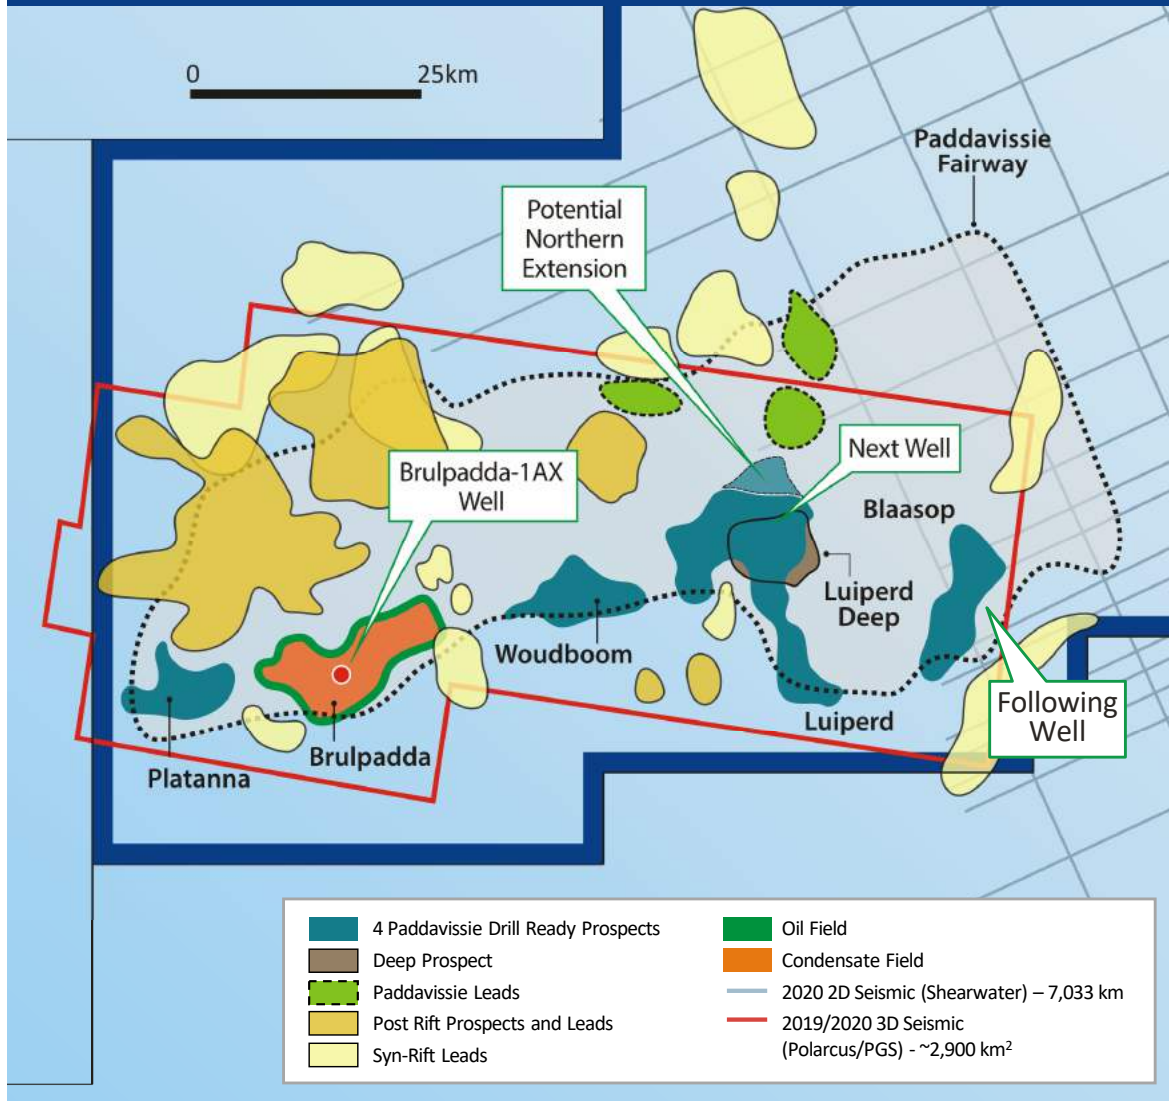 0
25km
Paddavissie
Fairway
Potential
Northern
Extension
Next Well
Brulpadda-1AX
Well
Blaasop
Luiperd
Deep
Woudboom
Following
Well
Luiperd
Brulpadda
Platanna
4 Paddavissie Drill Ready Prospects
Deep Prospect
Paddavissie Leads
Post Rift Prospects and Leads
Syn-Rift Leads
Oil Field
Condensate Field
2020 2D Seismic (Shearwater) – 7,033 km
2019/2020 3D Seismic
(Polarcus/PGS) - ~2,900 km²